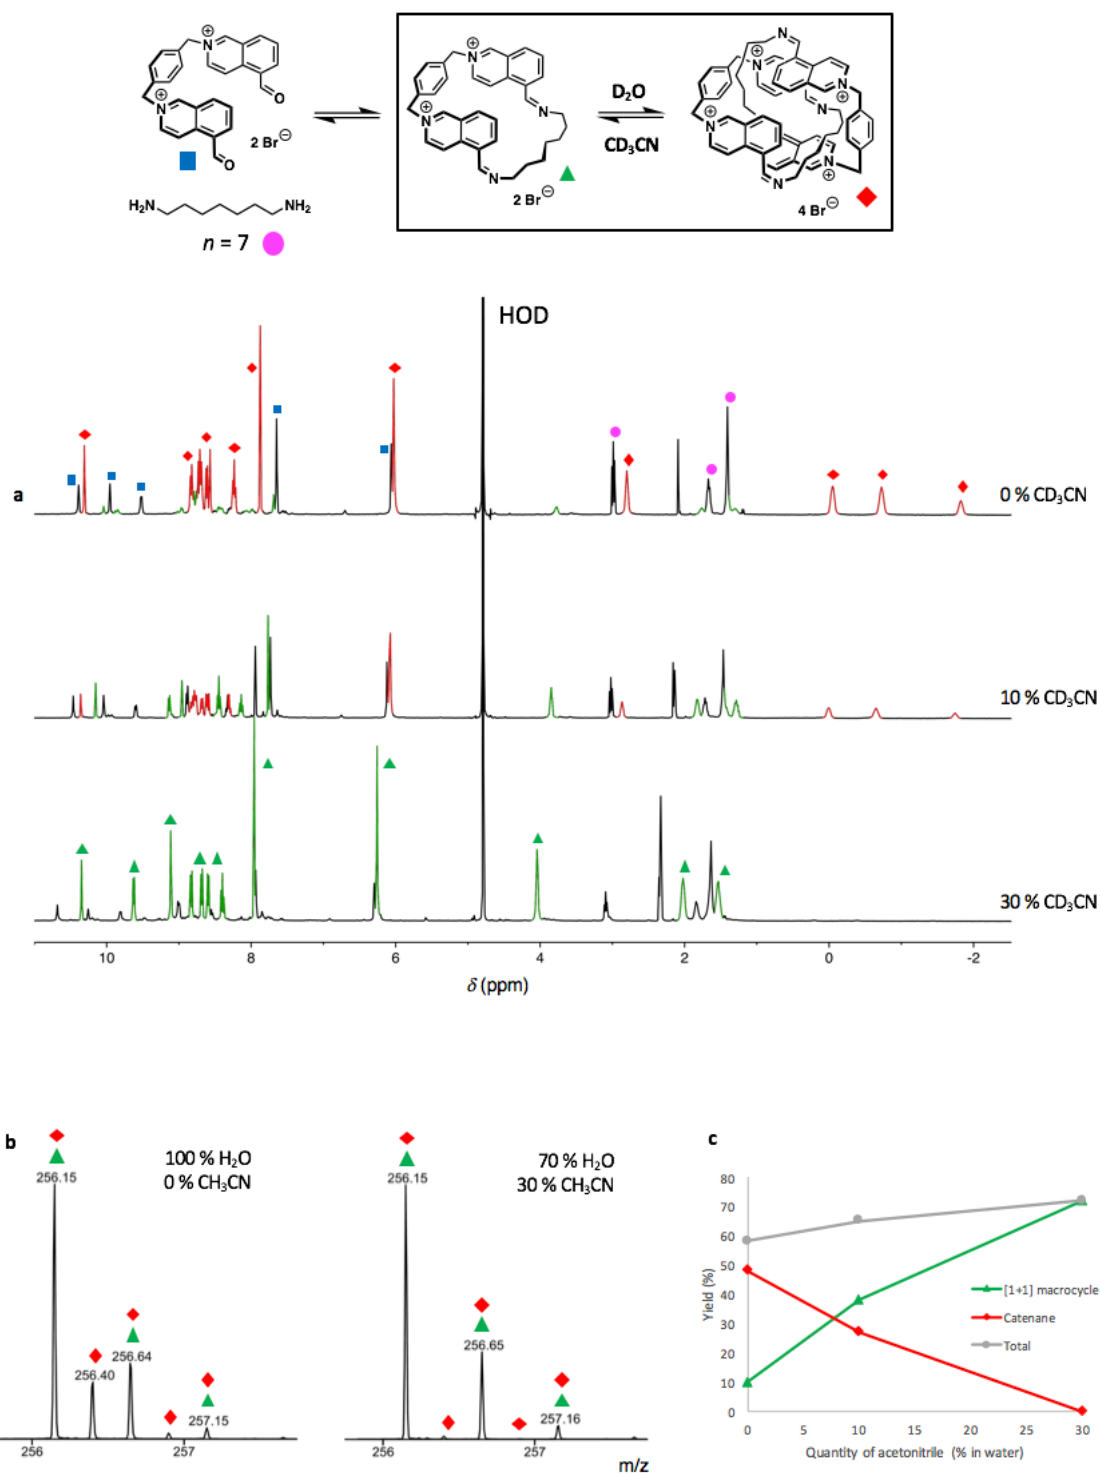 N
⊕
O
N
⊕
O
2 Br⊖
H2N
NH2
n = 7
N
⊕
N
⊕
N
N
2 Br⊖
D2O
CD3CN
N
⊕
N
N
⊕
N
N
⊕
N
N
⊕
4 Br⊖
HOD
a
0 % CD3CN
10 % CD3CN
30 % CD3CN
10 8 6 4 2 0 -2
δ (ppm)
b
100 % H2O
0 % CH3CN
256.15
256.40
256.64
257.15
256 257
70 % H2O
30 % CH3CN
256.15
256.65
257.16
256 257
m/z
c
80
70
60
50
40
30
20
10
0
Yield (%)
[1+1] macrocycle
Catenane
Total
0 5 10 15 20 25 30
Quantity of acetonitrile (% in water)